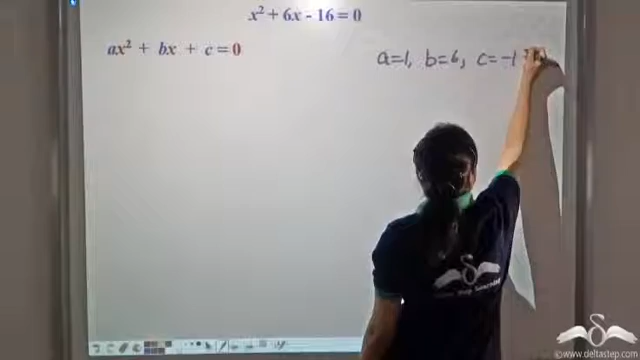 x² + 6x - 16 = 0
ax² + bx + c = 0
a=1, b=6, c=-1
©www.deltastep.com